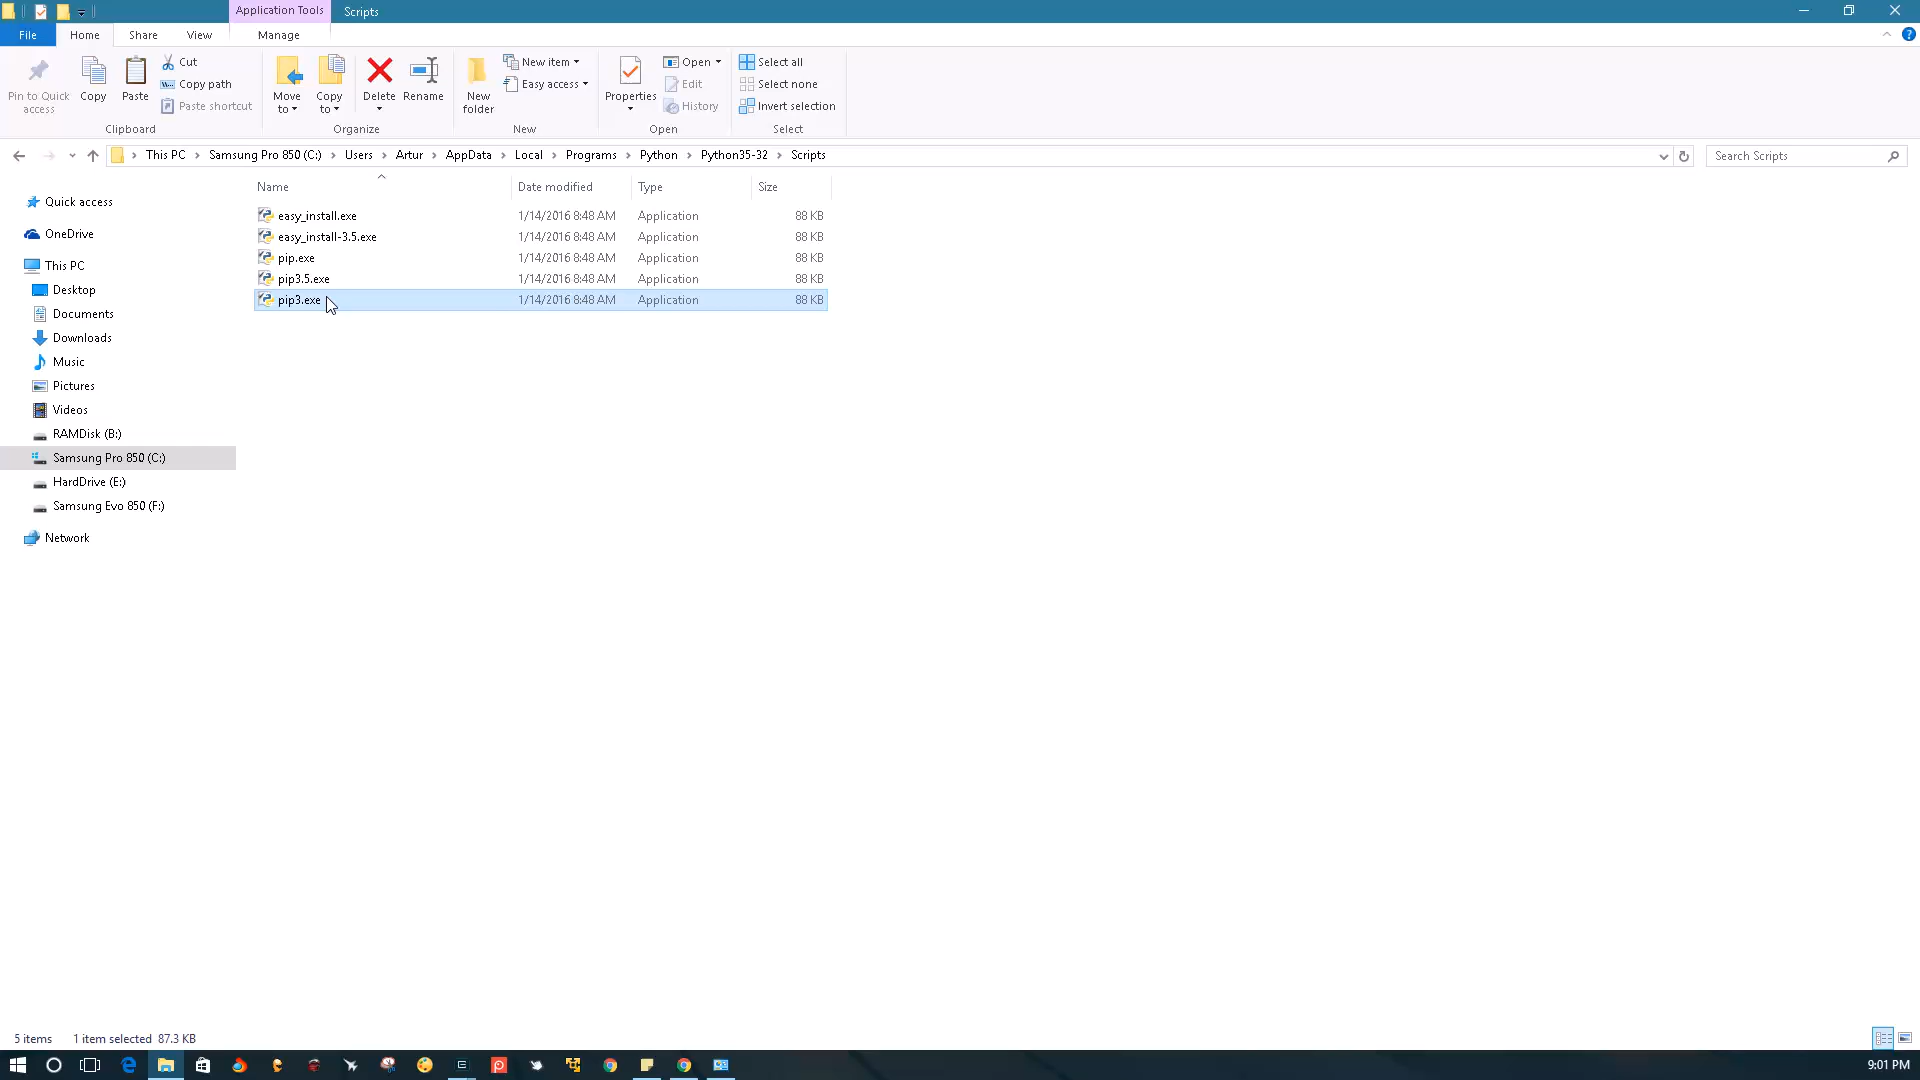 Application Tools Scripts
File Home Share View Manage
Pin to Quick access
Copy
Paste
Cut
Copy path
Paste shortcut
Clipboard
Move to
Copy to
Delete
Rename
Organize
New folder
New item
Easy access
New
Properties
Open
Edit
History
Open
Select all
Select none
Invert selection
Select
This PC Samsung Pro 850 (C:) Users Artur AppData Local Programs Python Python35-32 Scripts
Search Scripts
Name Date modified Type Size
easy_install.exe 1/14/2016 8:48 AM Application 88 KB
easy_install-3.5.exe 1/14/2016 8:48 AM Application 88 KB
pip.exe 1/14/2016 8:48 AM Application 88 KB
pip3.5.exe 1/14/2016 8:48 AM Application 88 KB
pip3.exe 1/14/2016 8:48 AM Application 88 KB
Quick access
OneDrive
This PC
Desktop
Documents
Downloads
Music
Pictures
Videos
RAMDisk (B:)
Samsung Pro 850 (C:)
HardDrive (E:)
Samsung Evo 850 (F:)
Network
5 items 1 item selected 87.3 KB
9:01 PM